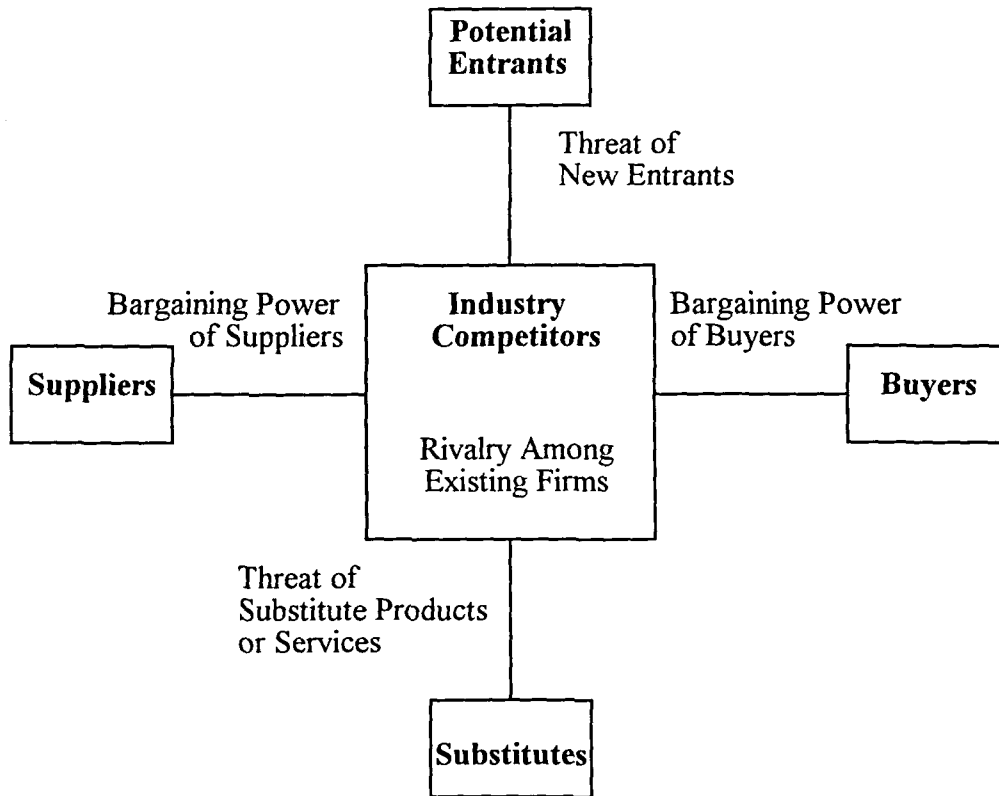 Potential
Entrants
Threat of
New Entrants
Bargaining Power
of Suppliers
Suppliers
Industry
Competitors
Rivalry Among
Existing Firms
Bargaining Power
of Buyers
Buyers
Threat of
Substitute Products
or Services
Substitutes